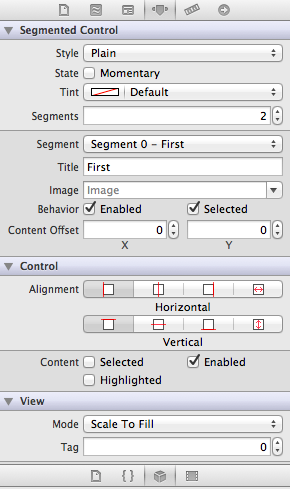 Segmented Control
Style Plain
State Momentary
Tint Default
Segments 2
Segment Segment 0 – First
Title First
Image Image
Behavior Enabled Selected
Content Offset 0 0
X Y
Control
Alignment
Horizontal
Vertical
Content Selected Enabled
Highlighted
View
Mode Scale To Fill
Tag 0
{ }